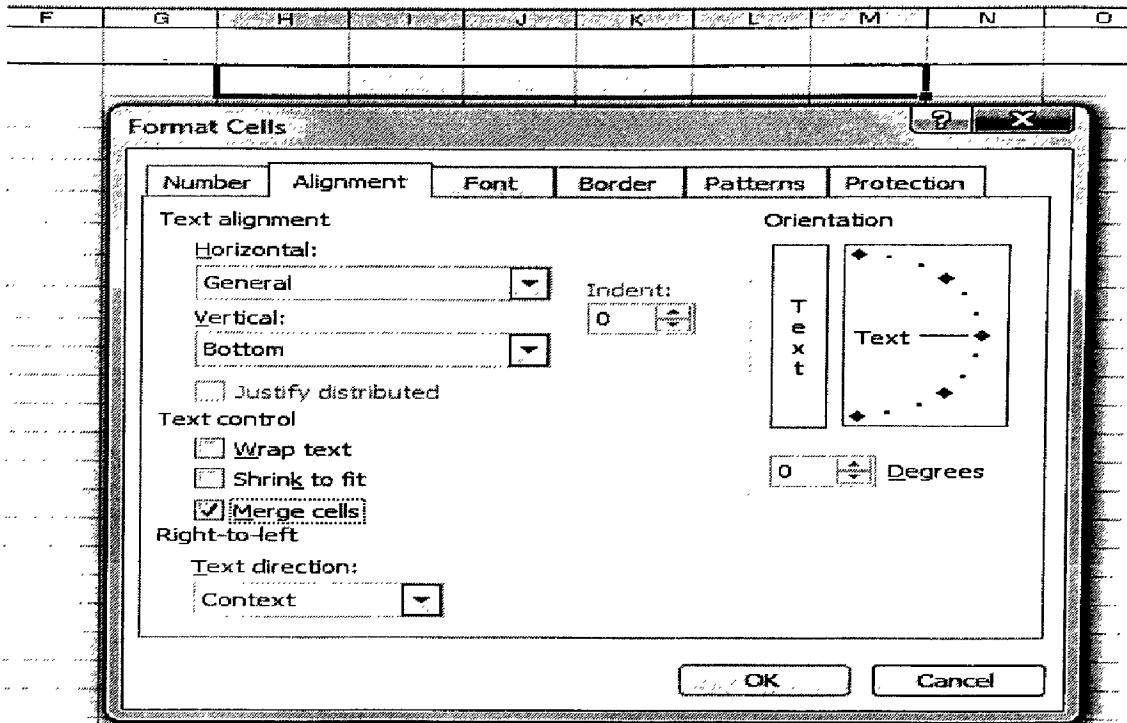 F G H I J K L M N O
Format Cells
Number Alignment Font Border Patterns Protection
Text alignment
Horizontal:
General
Indent:
0
Vertical:
Bottom
Justify distributed
Text control
Wrap text
Shrink to fit
Merge cells
Right-to-left
Text direction:
Context
Orientation
Text
Text
0 Degrees
OK Cancel